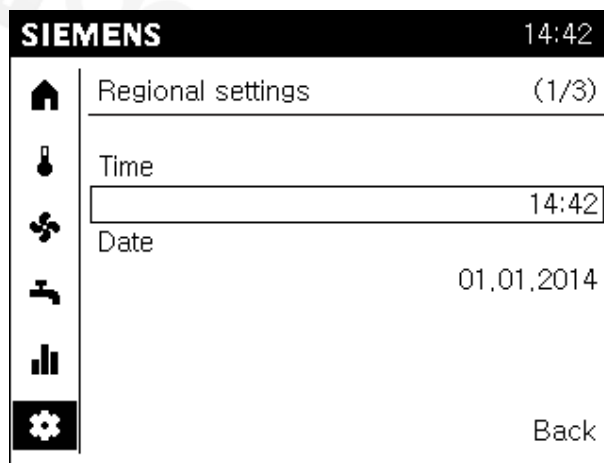 SIEMENS 14:42
Regional settings (1/3)
Time
14:42
Date
01.01.2014
Back